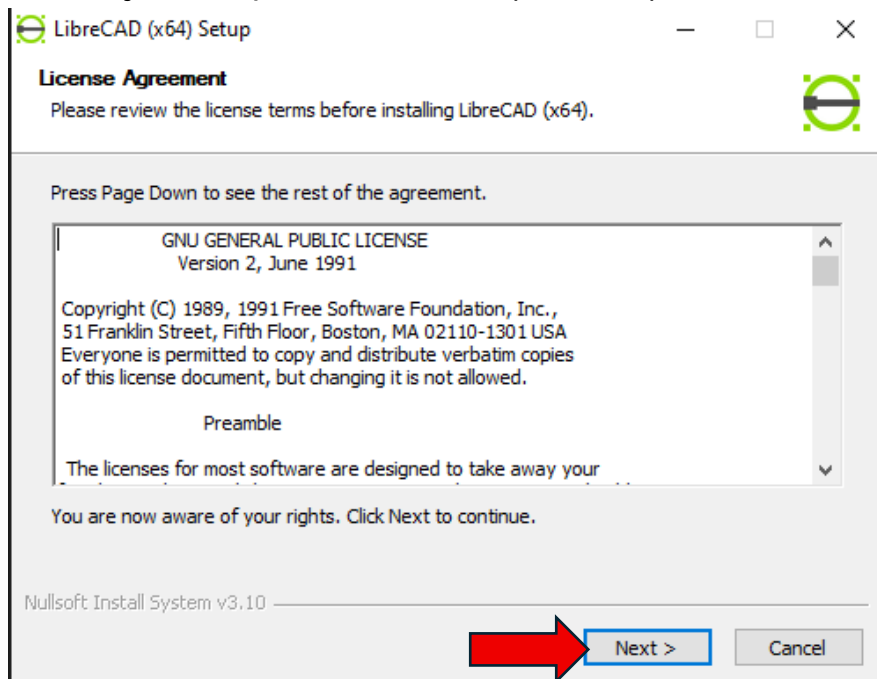 LibreCAD (x64) Setup
License Agreement
Please review the license terms before installing LibreCAD (x64).
Press Page Down to see the rest of the agreement.
GNU GENERAL PUBLIC LICENSE
Version 2, June 1991
Copyright (C) 1989, 1991 Free Software Foundation, Inc.,
51 Franklin Street, Fifth Floor, Boston, MA 02110-1301 USA
Everyone is permitted to copy and distribute verbatim copies
of this license document, but changing it is not allowed.
Preamble
The licenses for most software are designed to take away your
You are now aware of your rights. Click Next to continue.
Nullsoft Install System v3.10
Next >
Cancel